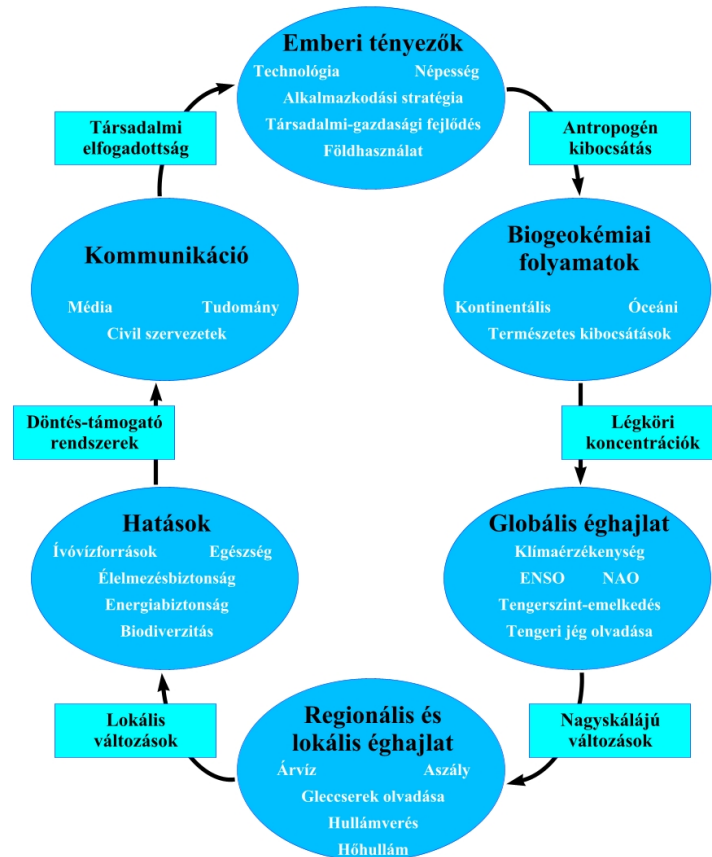 Emberi tényezők
Technológia Népesség
Alkalmazkodási stratégia
Társadalmi-gazdasági fejlődés
Földhasználat
Antropogén
kibocsátás
Biogeokémiai
folyamatok
Kontinentális Óceáni
Természetes kibocsátások
Légköri
koncentrációk
Globális éghajlat
Klímaérzékenység
ENSO NAO
Tengerszint-emelkedés
Tengeri jég olvadása
Nagyskálájú
változások
Regionális és
lokális éghajlat
Árvíz Aszály
Gleccserek olvadása
Hullámverés
Hőhullám
Lokális
változások
Hatások
Ívóvízforrások Egészség
Élelmezésbiztonság
Energiabiztonság
Biodiverzitás
Döntés-támogató
rendszerek
Kommunikáció
Média Tudomány
Civil szervezetek
Társadalmi
elfogadottság